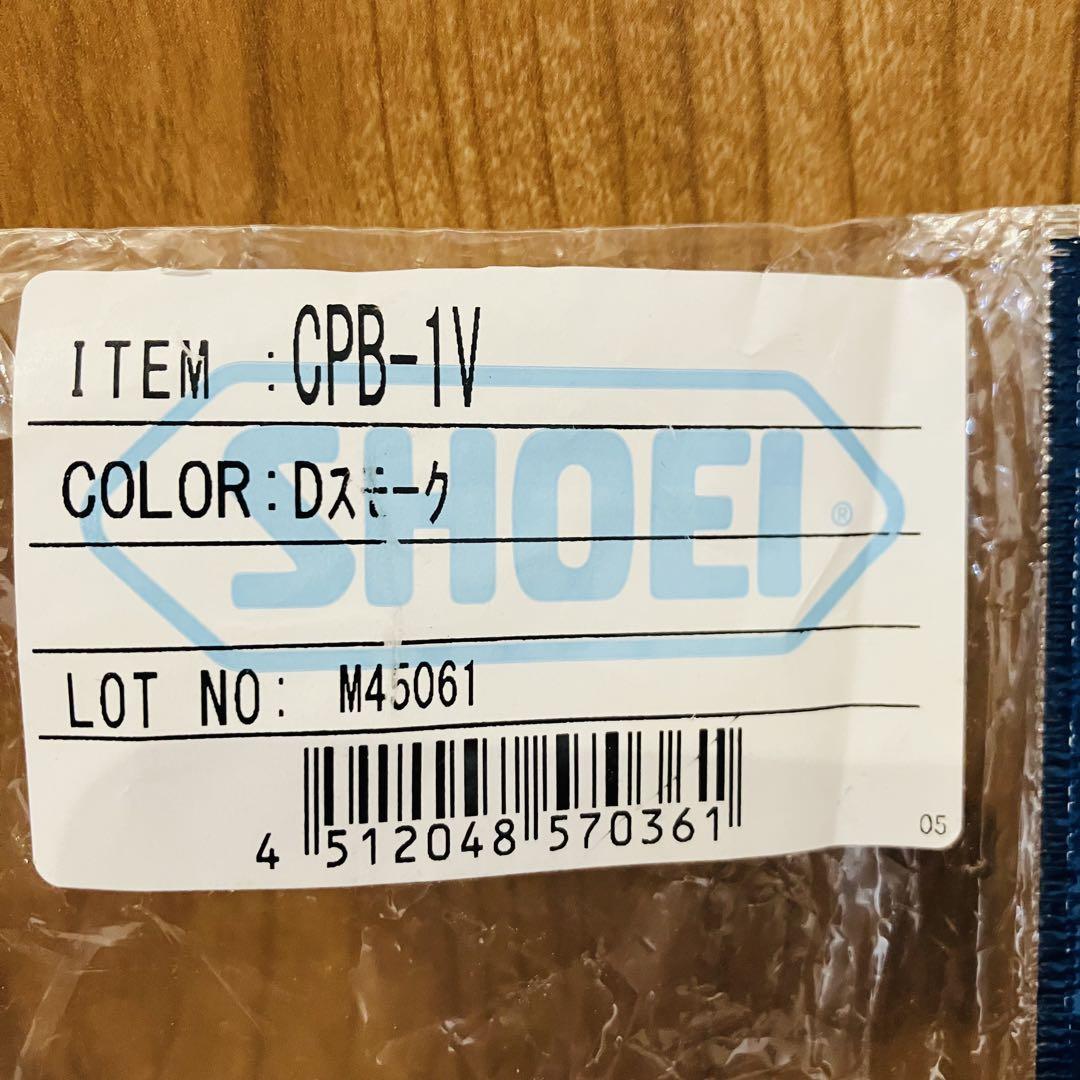 ITEM :CPB-1V
COLOR:Dスモーク
SHOEI®
LOT NO: M45061
4 512048 570361
05